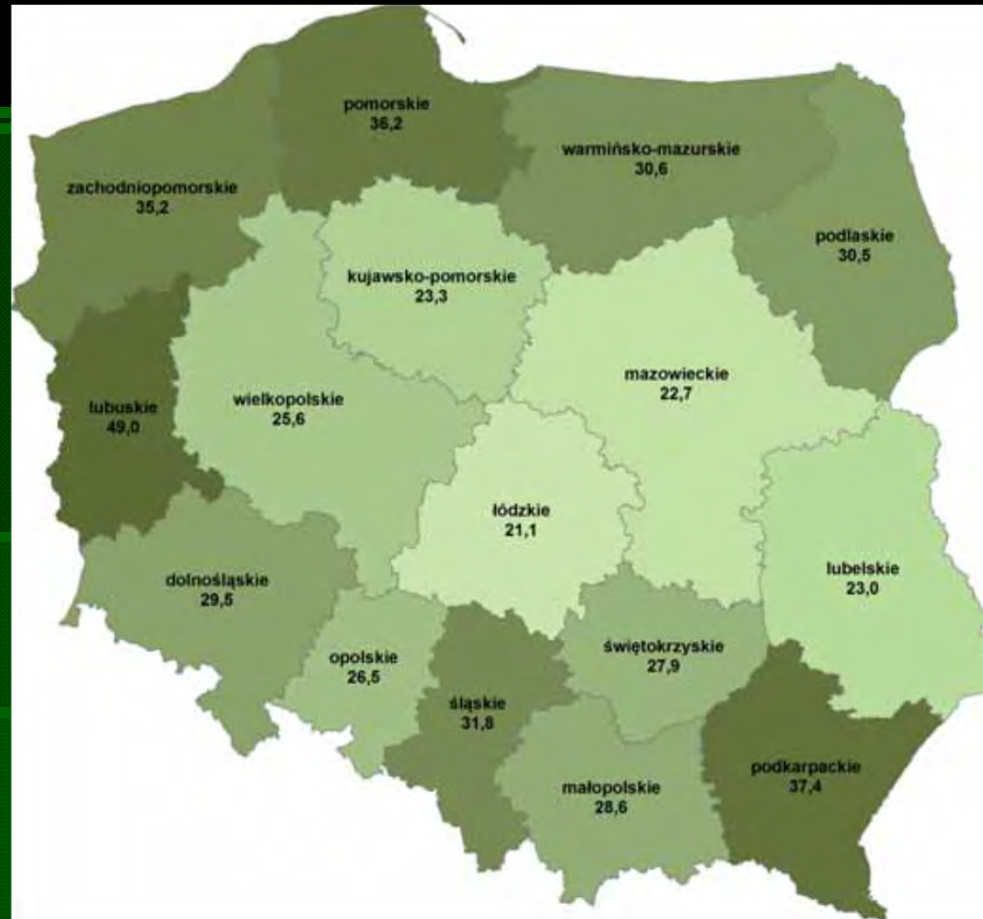 pomorskie
36,2
warmińsko-mazurskie
30,6
zachodniopomorskie
35,2
podlaskie
30,5
kujawsko-pomorskie
23,3
mazowieckie
22,7
wielkopolskie
25,6
lubuskie
49,0
łódzkie
21,1
lubelskie
23,0
dolnośląskie
29,5
świętokrzyskie
27,9
opolskie
26,5
śląskie
31,8
podkarpackie
37,4
małopolskie
28,6